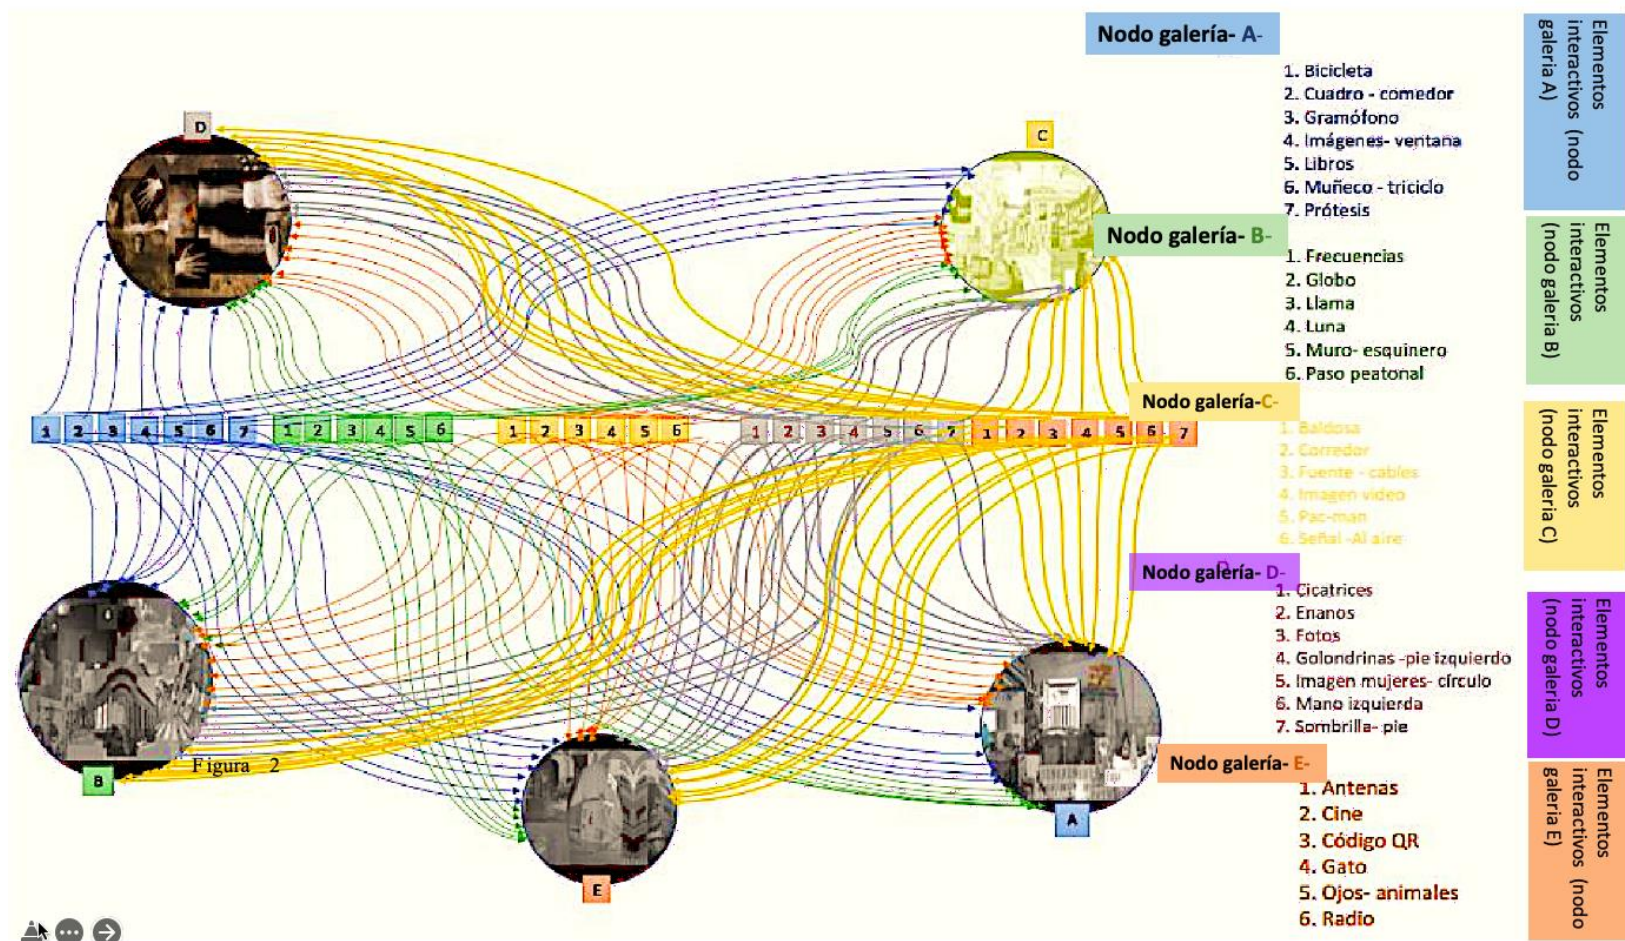 Nodo galería- A-
1. Bicicleta
2. Cuadro - comedor
3. Gramófono
4. Imágenes- ventana
5. Libros
6. Muñeco - triciclo
7. Prótesis
Elementos
interactivos (nodo
galeria A)
Nodo galería- B-
1. Frecuencias
2. Globo
3. Llama
4. Luna
5. Muro- esquinero
6. Paso peatonal
Elementos
interactivos
(nodo galeria B)
Nodo galería-C-
1. Baldosa
2. Corredor
3. Fuente - cables
4. Imagen video
5. Pac-man
6. Señal -Al aire
Elementos
interactivos
(nodo galeria C)
Nodo galería- D-
1. Cicatrices
2. Enanos
3. Fotos
4. Golondrinas -pie izquierdo
5. Imagen mujeres- círculo
6. Mano izquierda
7. Sombrilla- pie
Elementos
interactivos
(nodo galeria D)
Nodo galería- E-
1. Antenas
2. Cine
3. Código QR
4. Gato
5. Ojos- animales
6. Radio
Elementos
interactivos (nodo
galeria E)
D
C
1 2 3 4 5 6 7 1 2 3 4 5 6 1 2 3 4 5 6 1 2 3 4 5 6 7 1 2 3 4 5 6 7
Figura 2
B
A
E